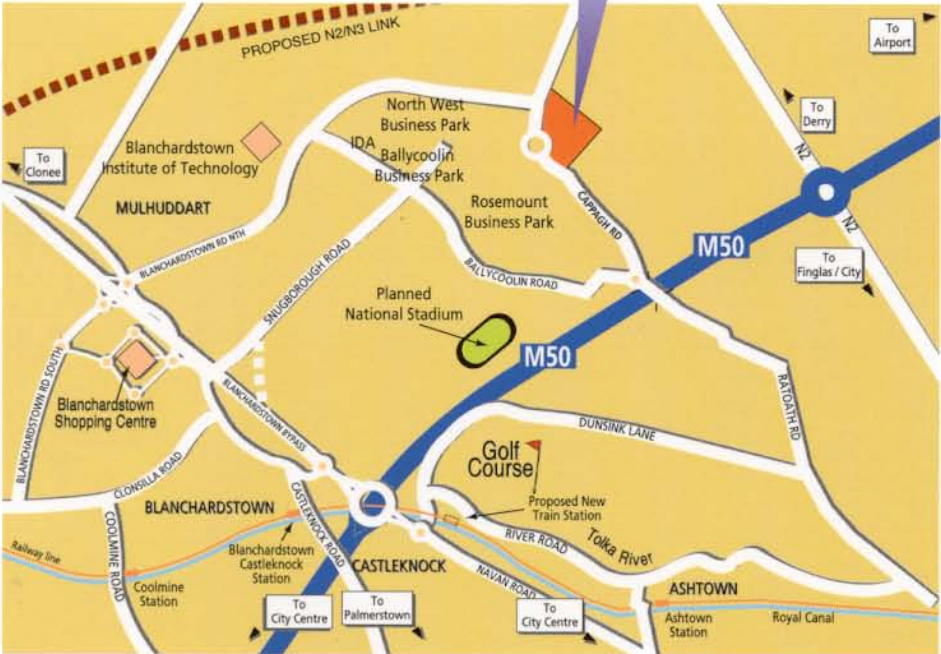 PROPOSED N2/N3 LINK
To
Airport
To
Derry
N2
N2
To
Finglas / City
To
Clonee
Blanchardstown
Institute of Technology
North West
Business Park
IDA
Ballycoolin
Business Park
Rosemount
Business Park
CAPPAGH RD
MULHUDDART
BLANCHARDSTOWN RD NTH
SNUGBOROUGH ROAD
BALLYCOOLIN ROAD
M50
Planned
National Stadium
M50
BLANCHARDSTOWN RD SOUTH
Blanchardstown
Shopping Centre
BLANCHARDSTOWN BYPASS
RATOATH RD
DUNSINK LANE
Golf
Course
CLONSILLA ROAD
COOLMINE ROAD
BLANCHARDSTOWN
CASTLEKNOCK ROAD
Proposed New
Train Station
RIVER ROAD
Tolka River
Railway line
Blanchardstown
Castleknock
Station
CASTLEKNOCK
NAVAN ROAD
ASHTOWN
Coolmine
Station
To
City Centre
To
Palmerstown
To
City Centre
Ashtown
Station
Royal Canal